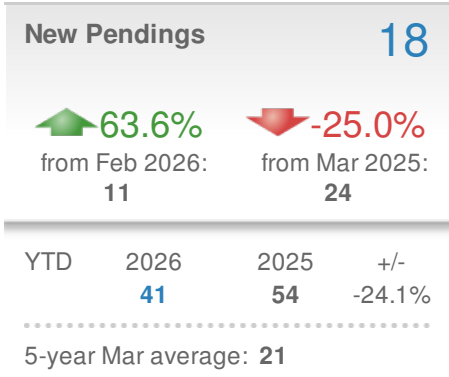 New Pendings 18
63.6% -25.0%
from Feb 2026: from Mar 2025:
11 24
YTD 2026 2025 +/-
41 54 -24.1%
5-year Mar average: 21